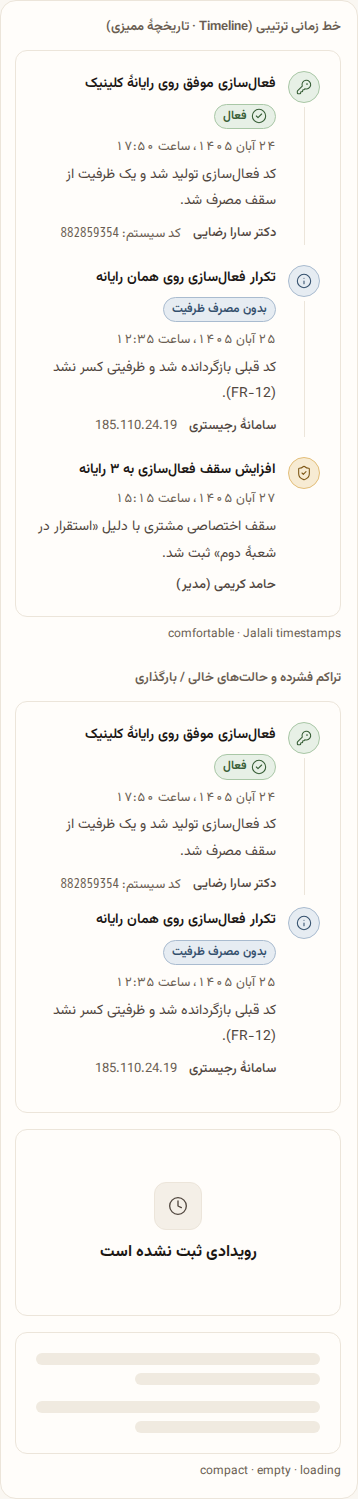 خط زمانی ترتیبی (Timeline · تاریخچهٔ ممیزی)
فعال‌سازی موفق روی رایانهٔ کلینیک
فعال
۲۴ آبان ۱۴۰۵، ساعت ۱۷:۵۰
کد فعال‌سازی تولید شد و یک ظرفیت از
سقف مصرف شد.
دکتر سارا رضایی کد سیستم: 882859354
تکرار فعال‌سازی روی همان رایانه
بدون مصرف ظرفیت
۲۵ آبان ۱۴۰۵، ساعت ۱۲:۳۵
کد قبلی بازگردانده شد و ظرفیتی کسر نشد
(FR-12).
سامانهٔ رجیستری 185.110.24.19
افزایش سقف فعال‌سازی به ۳ رایانه
۲۷ آبان ۱۴۰۵، ساعت ۱۵:۱۵
سقف اختصاصی مشتری با دلیل «استقرار در
شعبهٔ دوم» ثبت شد.
حامد کریمی (مدیر)
comfortable · Jalali timestamps
تراکم فشرده و حالت‌های خالی / بارگذاری
فعال‌سازی موفق روی رایانهٔ کلینیک
فعال
۲۴ آبان ۱۴۰۵، ساعت ۱۷:۵۰
کد فعال‌سازی تولید شد و یک ظرفیت از
سقف مصرف شد.
دکتر سارا رضایی کد سیستم: 882859354
تکرار فعال‌سازی روی همان رایانه
بدون مصرف ظرفیت
۲۵ آبان ۱۴۰۵، ساعت ۱۲:۳۵
کد قبلی بازگردانده شد و ظرفیتی کسر نشد
(FR-12).
سامانهٔ رجیستری 185.110.24.19
رویدادی ثبت نشده است
compact · empty · loading